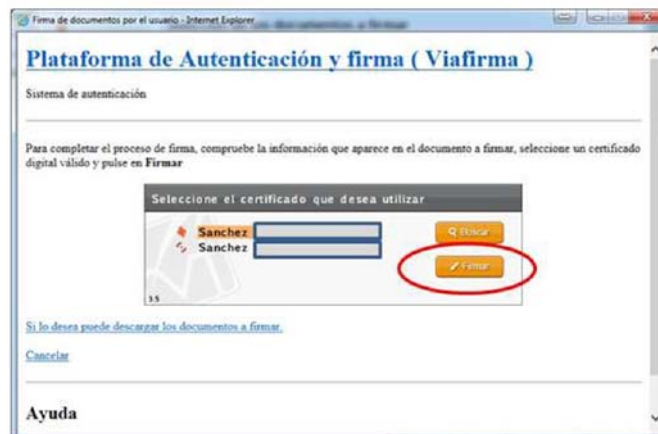 Firma de documentos por el usuario - Internet Explorer
Plataforma de Autenticación y firma ( Viafirma )
Sistema de autenticación
Para completar el proceso de firma, compruebe la información que aparece en el documento a firmar, seleccione un certificado
digital válido y pulse en Firmar
Seleccione el certificado que desea utilizar
Sanchez
Buscar
Sanchez
Firmar
3.5
Si lo desea puede descargar los documentos a firmar.
Cancelar
Ayuda